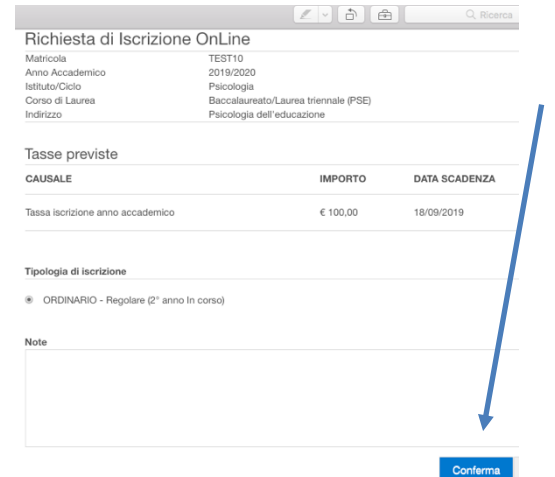 Ricerca
Richiesta di Iscrizione OnLine
Matricola TEST10
Anno Accademico 2019/2020
Istituto/Ciclo Psicologia
Corso di Laurea Baccalaureato/Laurea triennale (PSE)
Indirizzo Psicologia dell'educazione
Tasse previste
CAUSALE IMPORTO DATA SCADENZA
Tassa iscrizione anno accademico € 100,00 18/09/2019
Tipologia di iscrizione
ORDINARIO - Regolare (2° anno In corso)
Note
Conferma